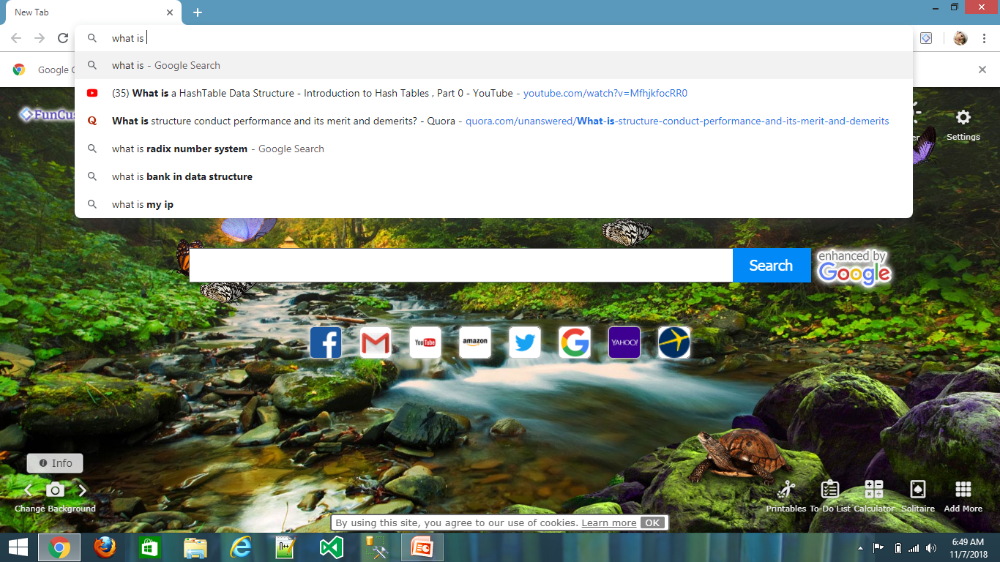 New Tab
what is
what is - Google Search
Google C
(35) What is a HashTable Data Structure - Introduction to Hash Tables , Part 0 - YouTube - youtube.com/watch?v=MfhjkfocRR0
What is structure conduct performance and its merit and demerits? - Quora - quora.com/unanswered/What-is-structure-conduct-performance-and-its-merit-and-demerits
FunCus
er
Settings
what is radix number system - Google Search
what is bank in data structure
what is my ip
Search
enhanced by
Google
You Tube
amazon
YAHOO!
Info
Change Background
Printables
To-Do List
Calculator
Solitaire
Add More
By using this site, you agree to our use of cookies. Learn more OK
6:49 AM
11/7/2018